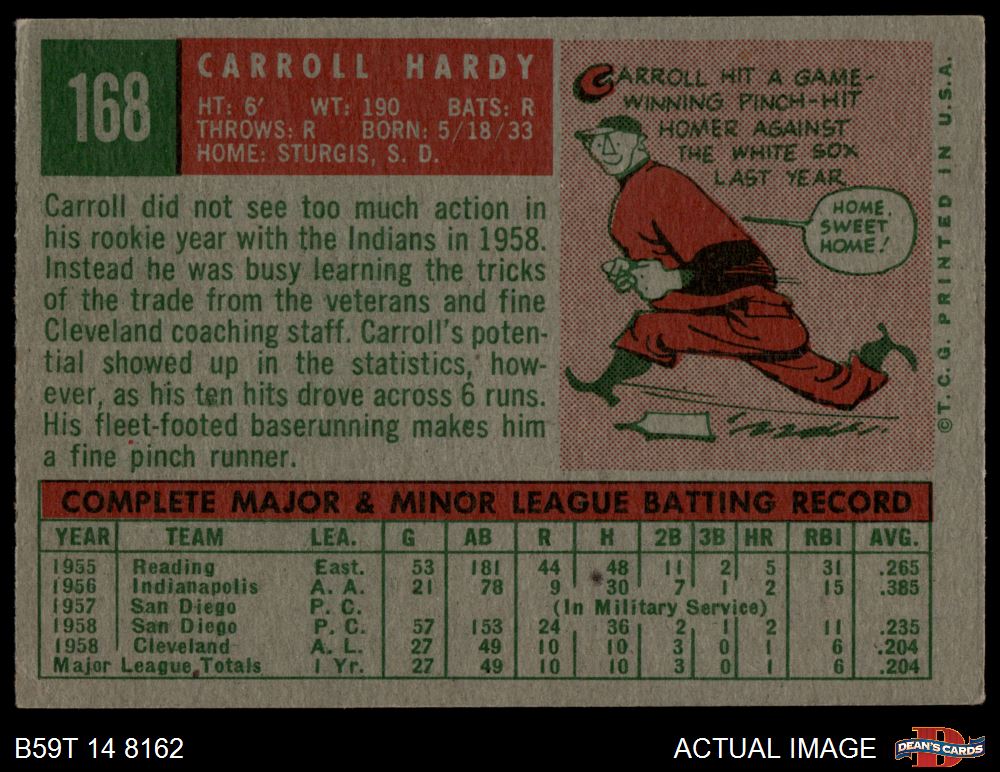 168
CARROLL HARDY
HT: 6' WT: 190 BATS: R
THROWS: R BORN: 5/18/33
HOME: STURGIS, S. D.
CARROLL HIT A GAME-
WINNING PINCH-HIT
HOMER AGAINST
THE WHITE SOX
LAST YEAR
HOME,
SWEET
HOME!
©T. C. G. PRINTED IN U.S.A.
Carroll did not see too much action in
his rookie year with the Indians in 1958.
Instead he was busy learning the tricks
of the trade from the veterans and fine
Cleveland coaching staff. Carroll's poten-
tial showed up in the statistics, how-
ever, as his ten hits drove across 6 runs.
His fleet-footed baserunning makes him
a fine pinch runner.
COMPLETE MAJOR & MINOR LEAGUE BATTING RECORD
YEAR TEAM LEA. G AB R H 2B 3B HR RBI AVG.
1955 Reading East. 53 181 44 48 11 2 5 31 .265
1956 Indianapolis A. A. 21 78 9 30 7 1 2 15 .385
1957 San Diego P. C. (In Military Service)
1958 San Diego P. C. 57 153 24 36 2 1 2 11 .235
1958 Cleveland A. L. 27 49 10 10 3 0 1 6 .204
Major League Totals 1 Yr. 27 49 10 10 3 0 1 6 .204
B59T 14 8162
ACTUAL IMAGE
DEAN'S CARDS